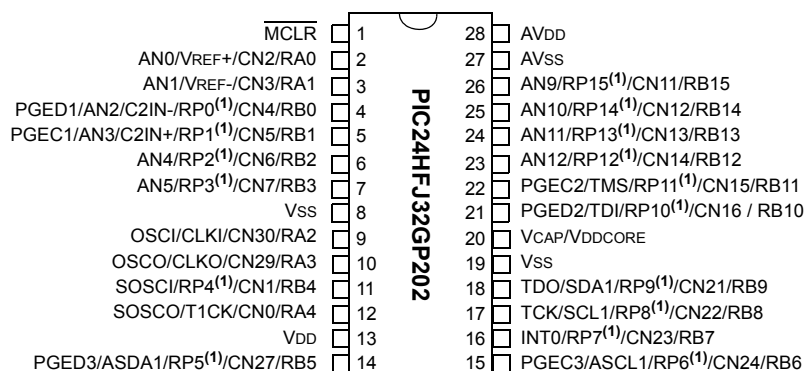 MCLR 1 28 AVDD
AN0/VREF+/CN2/RA0 2 27 AVSS
AN1/VREF-/CN3/RA1 3 26 AN9/RP15(1)/CN11/RB15
PGED1/AN2/C2IN-/RP0(1)/CN4/RB0 4 25 AN10/RP14(1)/CN12/RB14
PGEC1/AN3/C2IN+/RP1(1)/CN5/RB1 5 24 AN11/RP13(1)/CN13/RB13
AN4/RP2(1)/CN6/RB2 6 23 AN12/RP12(1)/CN14/RB12
AN5/RP3(1)/CN7/RB3 7 22 PGEC2/TMS/RP11(1)/CN15/RB11
VSS 8 21 PGED2/TDI/RP10(1)/CN16 / RB10
OSCI/CLKI/CN30/RA2 9 20 VCAP/VDDCORE
OSCO/CLKO/CN29/RA3 10 19 VSS
SOSCI/RP4(1)/CN1/RB4 11 18 TDO/SDA1/RP9(1)/CN21/RB9
SOSCO/T1CK/CN0/RA4 12 17 TCK/SCL1/RP8(1)/CN22/RB8
VDD 13 16 INT0/RP7(1)/CN23/RB7
PGED3/ASDA1/RP5(1)/CN27/RB5 14 15 PGEC3/ASCL1/RP6(1)/CN24/RB6
PIC24HFJ32GP202